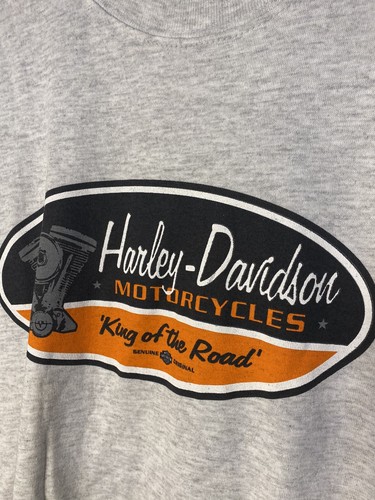 Harley-Davidson
MOTORCYCLES
'King of the Road'
GENUINE ORIGINAL